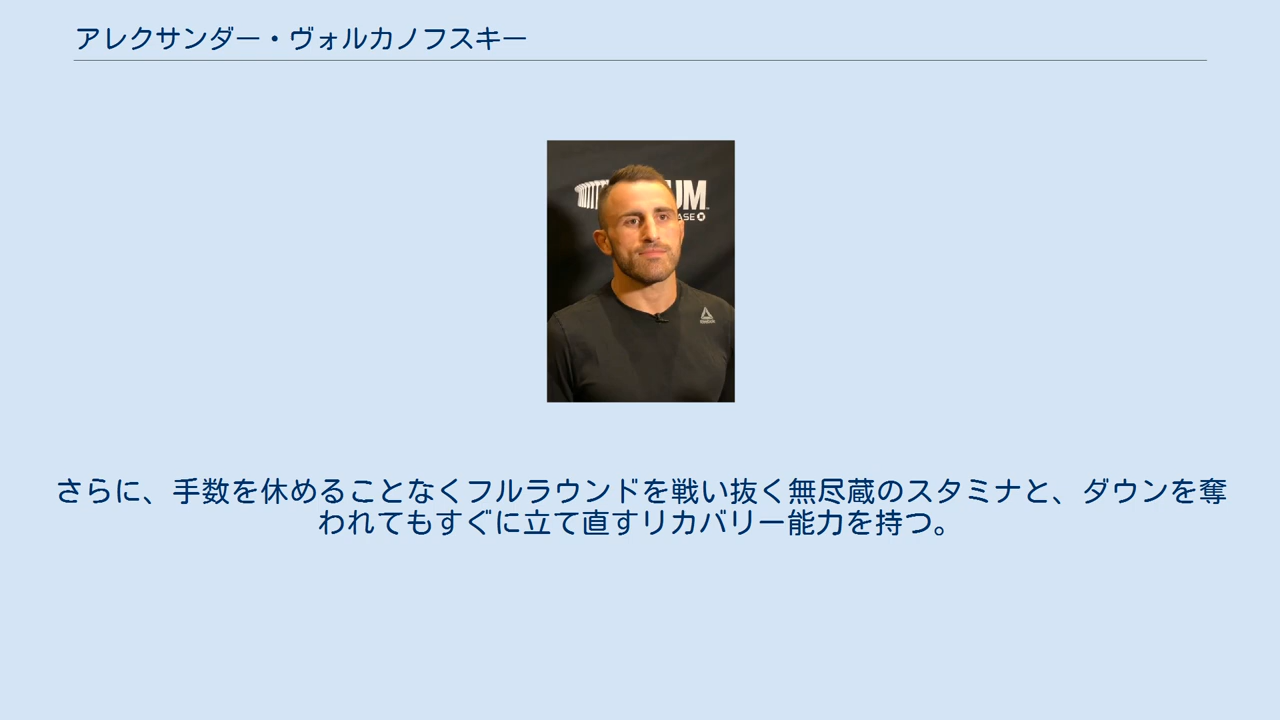 アレクサンダー・ヴォルカノフスキー
UM
ASE
Reebok
さらに、手数を休めることなくフルラウンドを戦い抜く無尽蔵のスタミナと、ダウンを奪
われてもすぐに立て直すリカバリー能力を持つ。